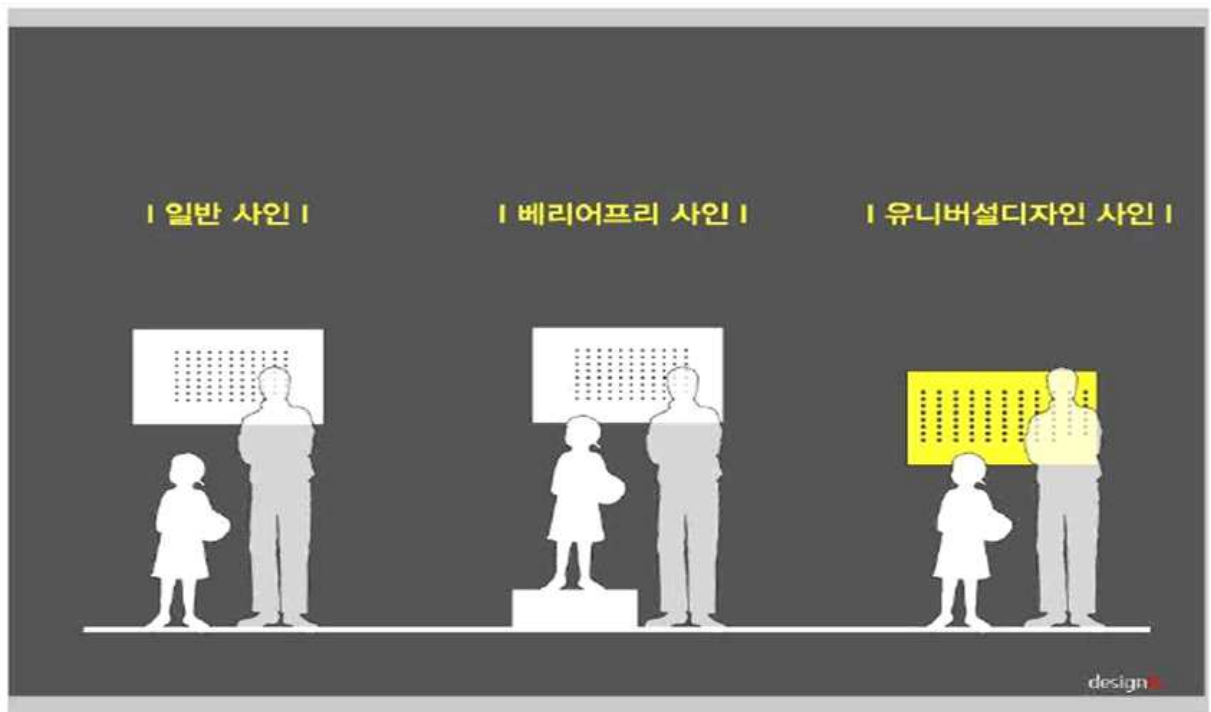 | 일반 사인 |
| 베리어프리 사인 |
| 유니버설디자인 사인 |
design